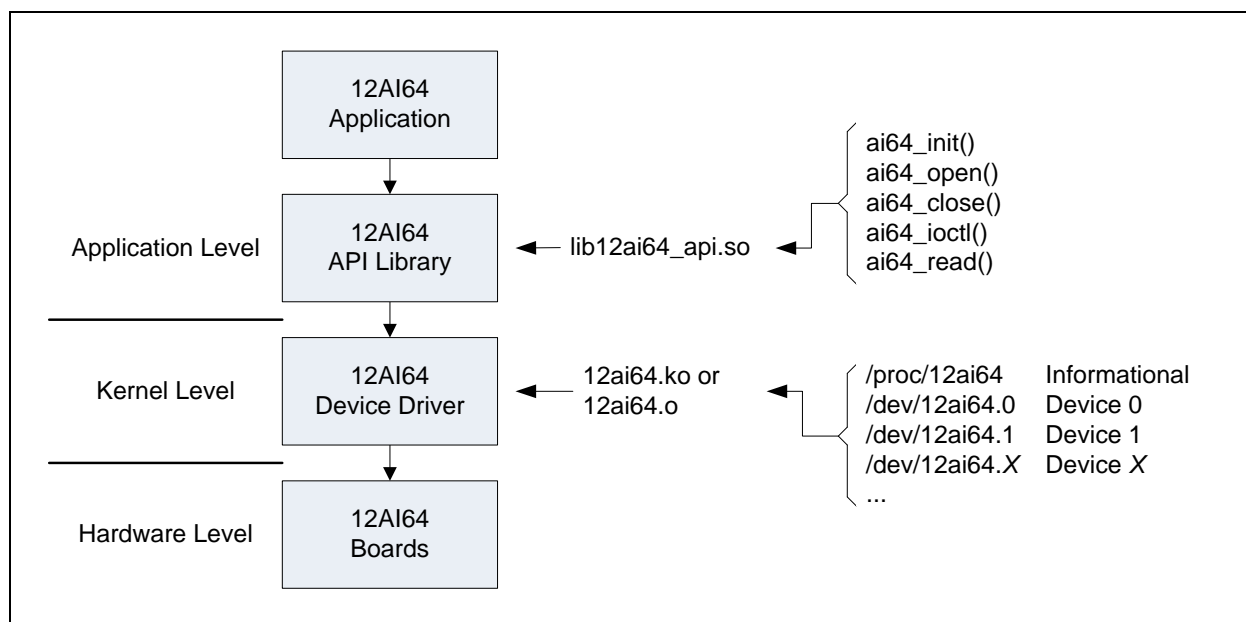 12AI64
Application
Application Level
12AI64
API Library
lib12ai64_api.so
ai64_init()
ai64_open()
ai64_close()
ai64_ioctl()
ai64_read()
Kernel Level
12AI64
Device Driver
12ai64.ko or
12ai64.o
/proc/12ai64 Informational
/dev/12ai64.0 Device 0
/dev/12ai64.1 Device 1
/dev/12ai64.X Device X
...
Hardware Level
12AI64
Boards